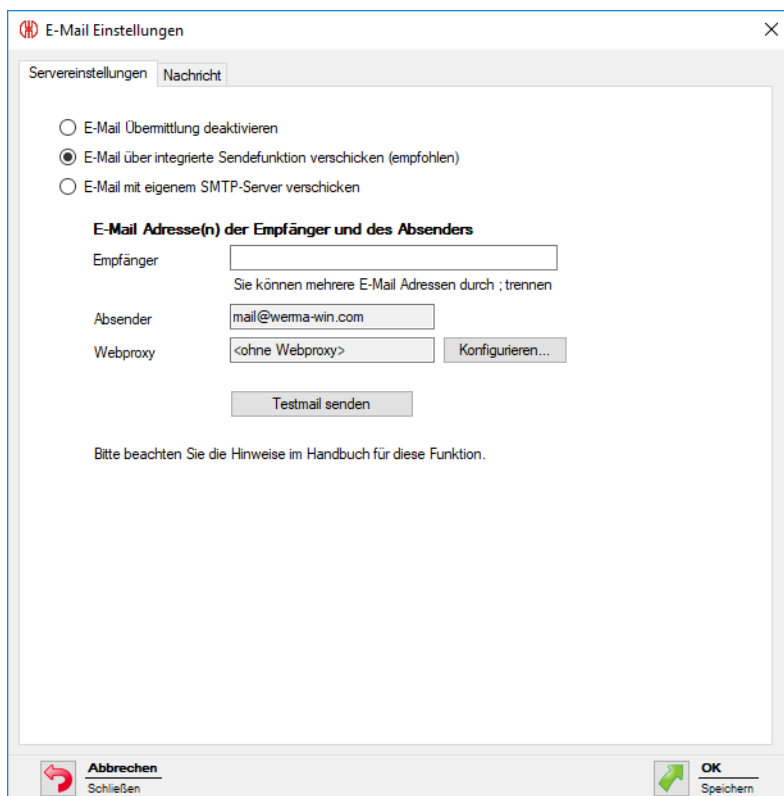 E-Mail Einstellungen
Servereinstellungen
Nachricht
E-Mail Übermittlung deaktivieren
E-Mail über integrierte Sendefunktion verschicken (empfohlen)
E-Mail mit eigenem SMTP-Server verschicken
E-Mail Adresse(n) der Empfänger und des Absenders
Empfänger
Sie können mehrere E-Mail Adressen durch ; trennen
Absender mail@werma-win.com
Webproxy <ohne Webproxy> Konfigurieren...
Testmail senden
Bitte beachten Sie die Hinweise im Handbuch für diese Funktion.
Abbrechen
Schließen
OK
Speichern